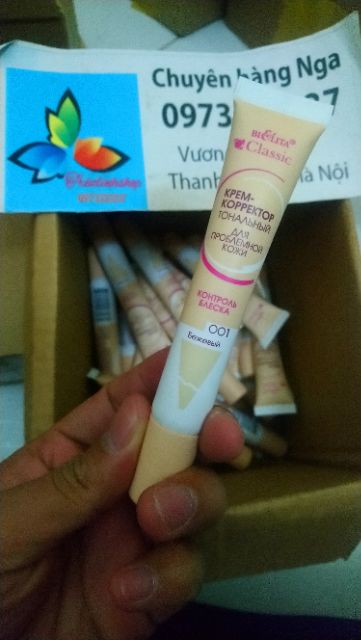 Chuyên hàng Nga
0973
Vươn
Thanh Hà Nội
BIELITA
Classic
КРЕМ-
КОРРЕКТОР
ТОНАЛЬНЫЙ
ДЛЯ
ПРОБЛЕМНОЙ
КОЖИ
КОНТРОЛЬ
БЛЕСКА
001
Бежевый